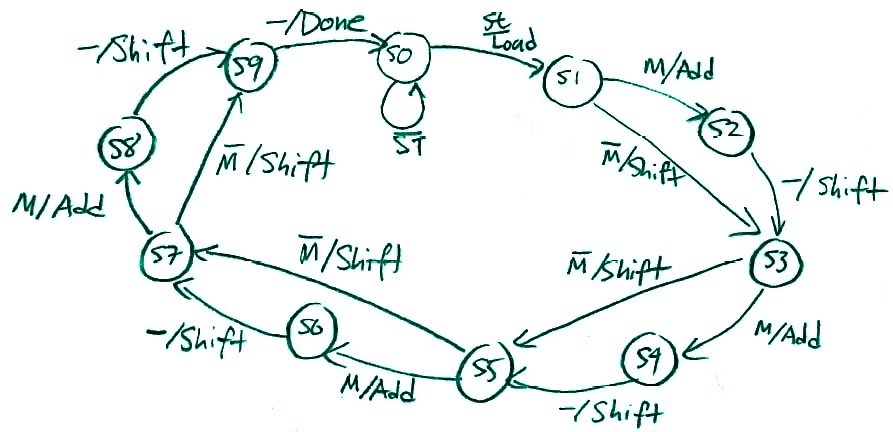 -/Done
St
Load
-/Shift
S9
S0
S1
M/Add
S2
S̅T̅
S8
M̅/Shift
M̅/Shift
-/Shift
M/Add
S7
M̅/Shift
M̅/Shift
S3
-/Shift
S6
M/Add
S5
S4
M/Add
-/Shift